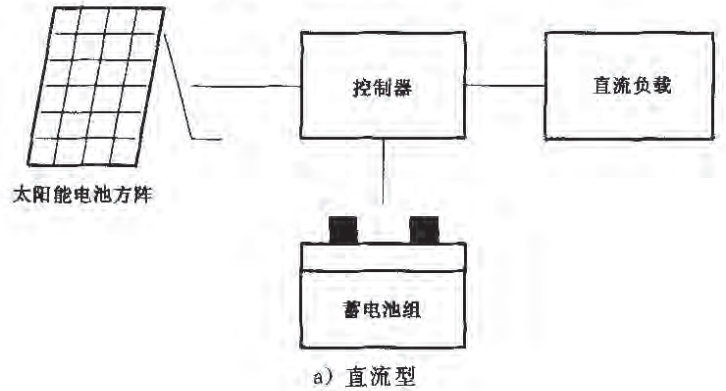 控制器
直流负载
太阳能电池方阵
蓄电池组
a) 直流型